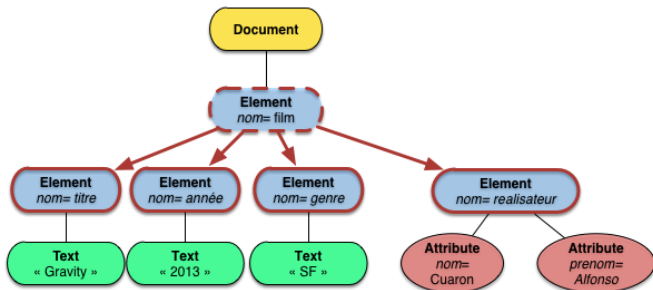 Document
Element
nom= film
Element
nom= titre
Element
nom= année
Element
nom= genre
Element
nom= realisateur
Text
« Gravity »
Text
« 2013 »
Text
« SF »
Attribute
nom=
Cuaron
Attribute
prenom=
Alfonso